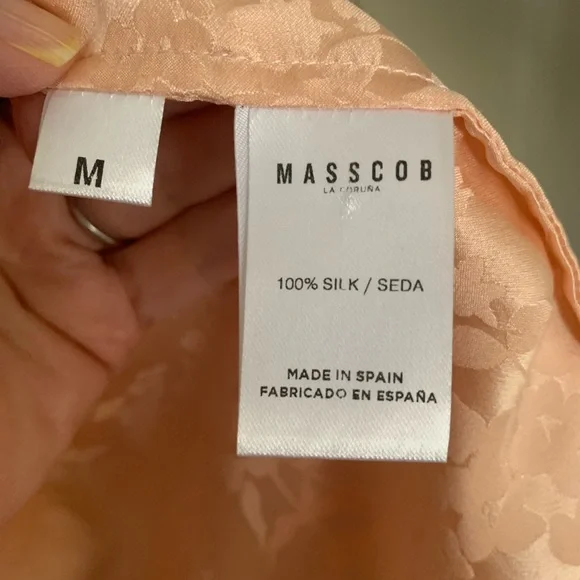 M
MASSCOB
LA CORUÑA
100% SILK / SEDA
MADE IN SPAIN
FABRICADO EN ESPAÑA